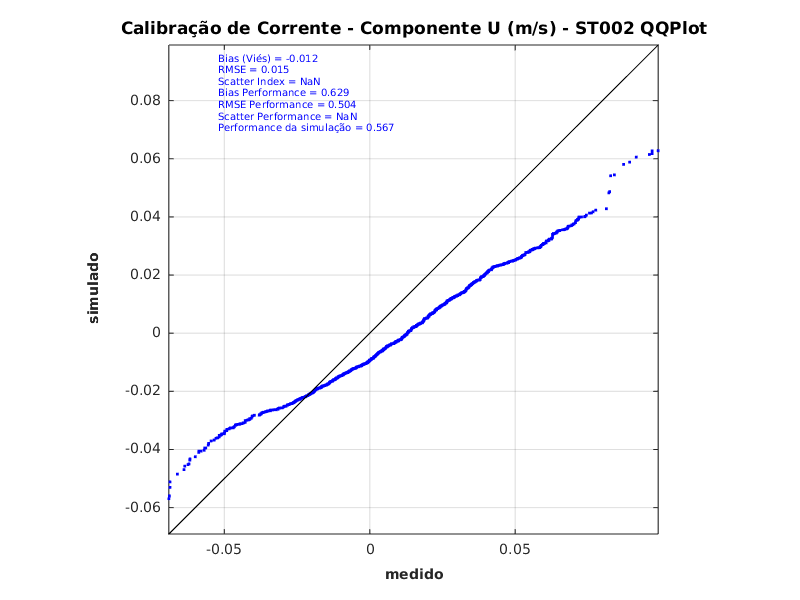 Calibração de Corrente - Componente U (m/s) - ST002 QQPlot
Bias (Viés) = -0.012
RMSE = 0.015
Scatter Index = NaN
Bias Performance = 0.629
RMSE Performance = 0.504
Scatter Performance = NaN
Performance da simulação = 0.567
0.08
0.06
0.04
0.02
0
-0.02
-0.04
-0.06
simulado
-0.05
0
0.05
medido